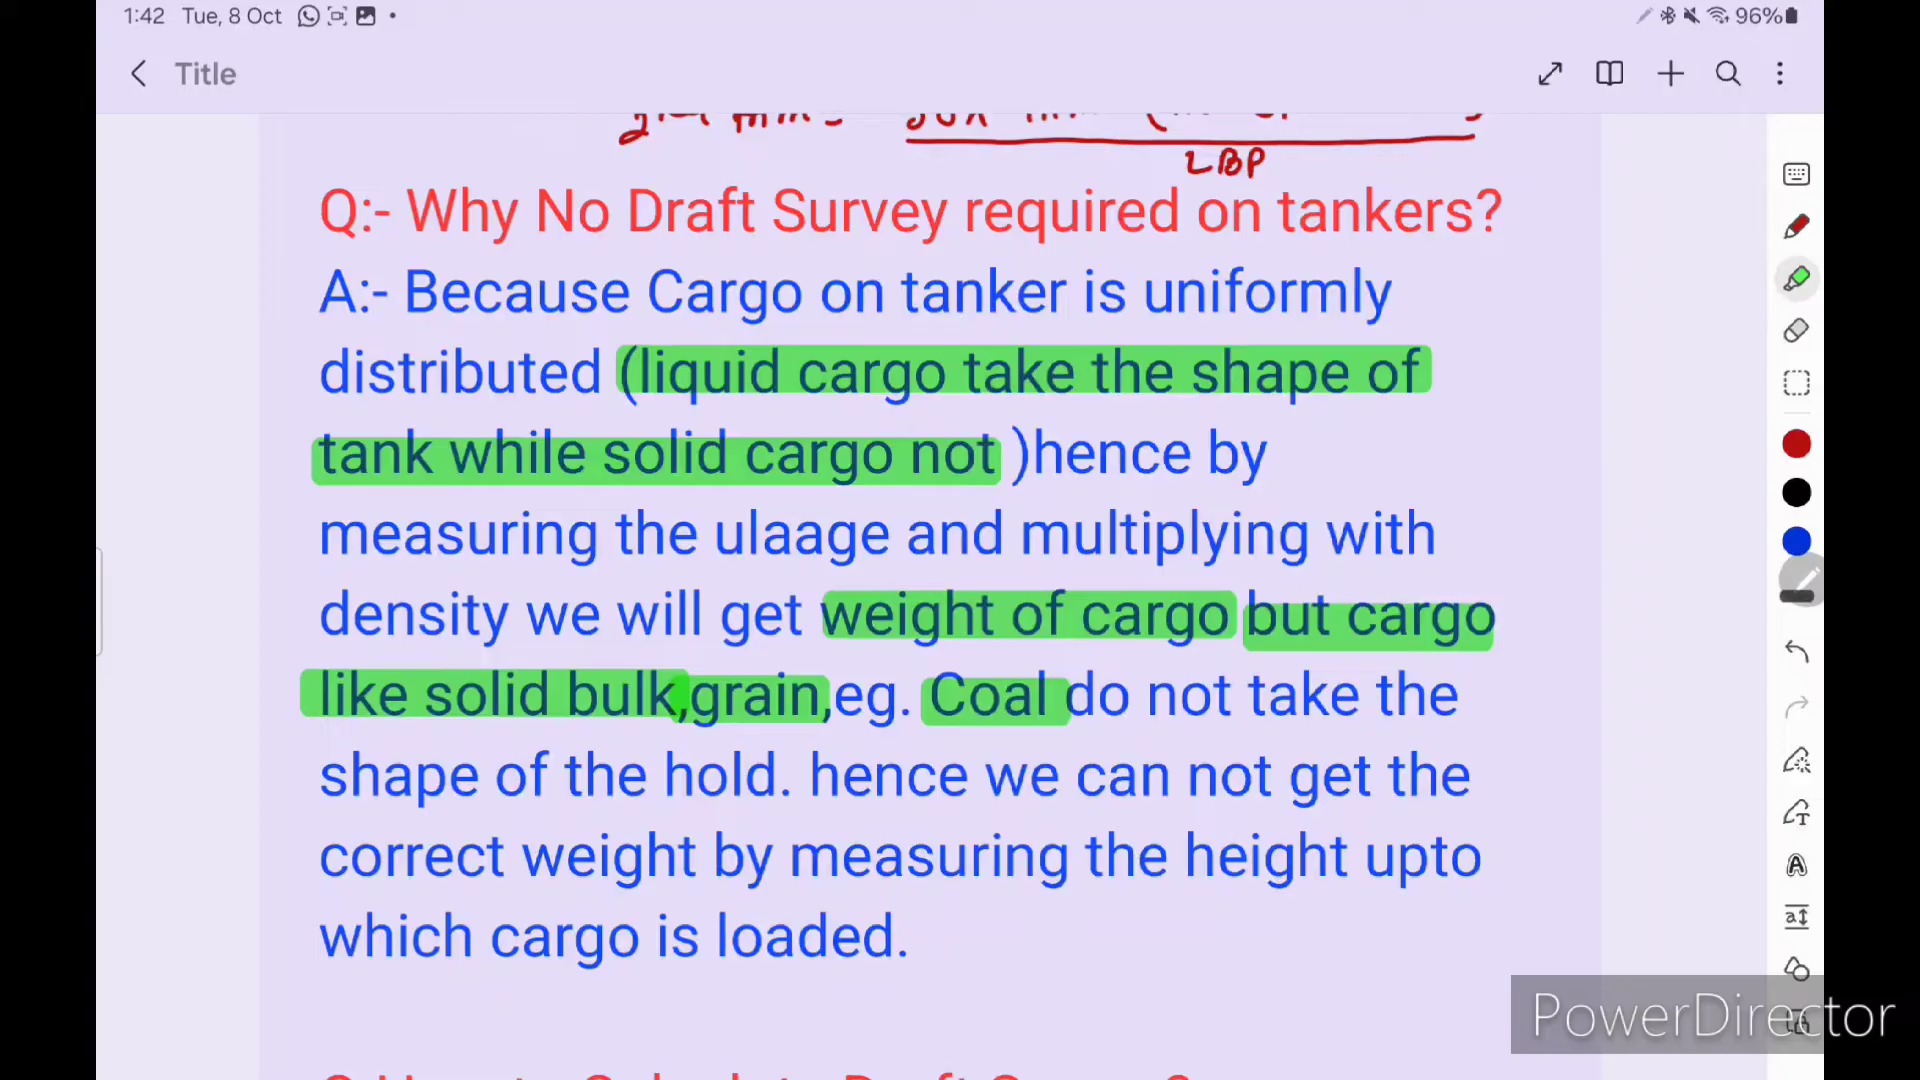 1:42 Tue, 8 Oct 96%
Title
LBP
Q:- Why No Draft Survey required on tankers?
A:- Because Cargo on tanker is uniformly
distributed (liquid cargo take the shape of
tank while solid cargo not )hence by
measuring the ulaage and multiplying with
density we will get weight of cargo but cargo
like solid bulk,grain,eg. Coal do not take the
shape of the hold. hence we can not get the
correct weight by measuring the height upto
which cargo is loaded.
PowerDirector